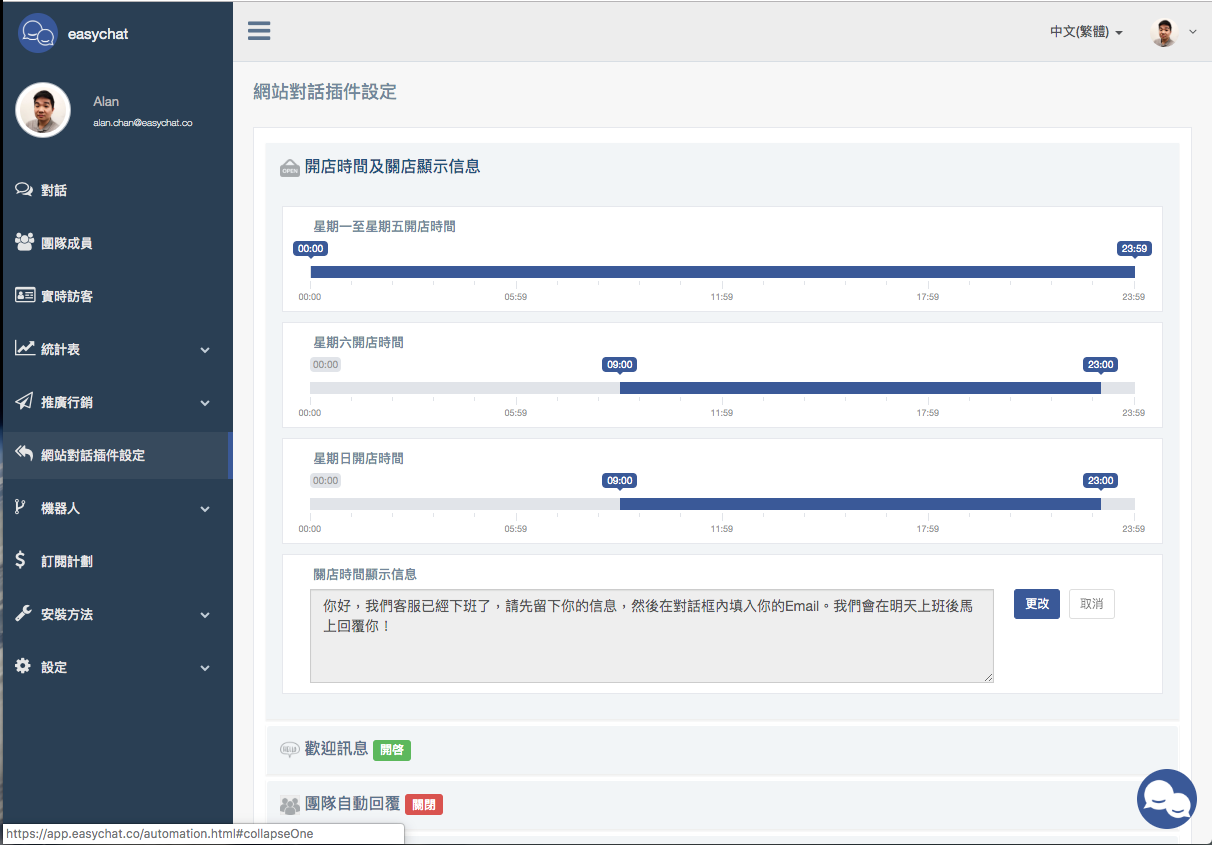 easychat
中文(繁體)
Alan
alan.chan@easychat.co
對話
團隊成員
實時訪客
統計表
推廣行銷
網站對話插件設定
機器人
訂閱計劃
安裝方法
設定
網站對話插件設定
OPEN
開店時間及關店顯示信息
星期一至星期五開店時間
00:00 23:59
00:00 05:59 11:59 17:59 23:59
星期六開店時間
00:00 09:00 23:00
00:00 05:59 11:59 17:59 23:59
星期日開店時間
00:00 09:00 23:00
00:00 05:59 11:59 17:59 23:59
關店時間顯示信息
你好，我們客服已經下班了，請先留下你的信息，然後在對話框內填入你的Email。我們會在明天上班後馬
上回覆你！
更改 取消
歡迎訊息 開啓
團隊自動回覆 關閉
https://app.easychat.co/automation.html#collapseOne